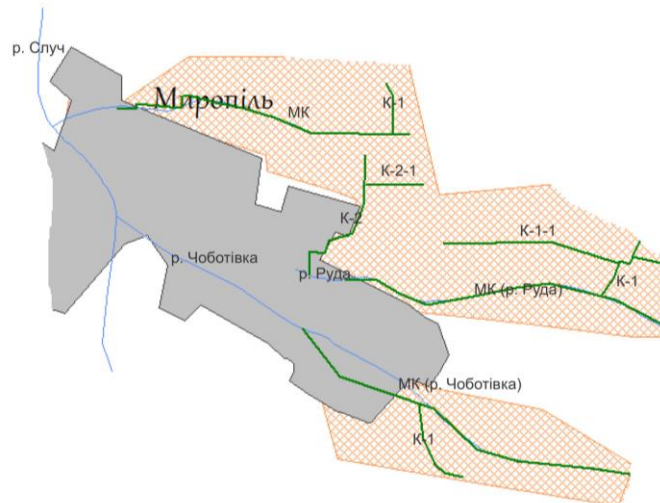 р. Случ
Миропіль
К-1
МК
К-2-1
К-2
К-1-1
р. Чоботівка
р. Руда
К-1
МК (р. Руда)
МК (р. Чоботівка)
К-1